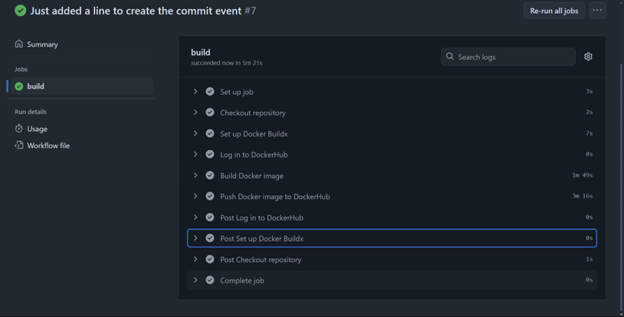 Just added a line to create the commit event #7
Re-run all jobs
Summary
Jobs
build
Run details
Usage
Workflow file
build
succeeded now in 5m 21s
Search logs
Set up job 3s
Checkout repository 2s
Set up Docker Buildx 7s
Log in to DockerHub 0s
Build Docker image 1m 49s
Push Docker image to DockerHub 3m 16s
Post Log in to DockerHub 0s
Post Set up Docker Buildx 0s
Post Checkout repository 1s
Complete job 0s